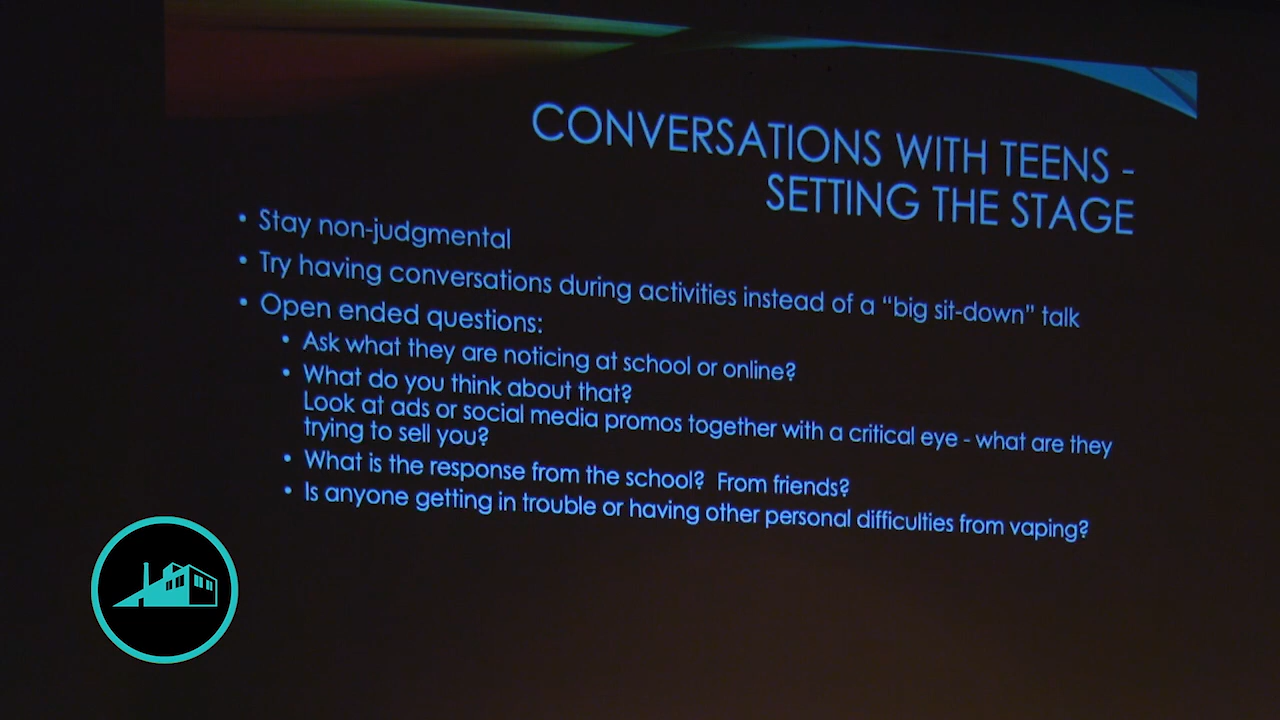 CONVERSATIONS WITH TEENS -
SETTING THE STAGE
• Stay non-judgmental
• Try having conversations during activities instead of a “big sit-down” talk
• Open ended questions:
• Ask what they are noticing at school or online?
• What do you think about that?
Look at ads or social media promos together with a critical eye - what are they
trying to sell you?
• What is the response from the school?  From friends?
• Is anyone getting in trouble or having other personal difficulties from vaping?